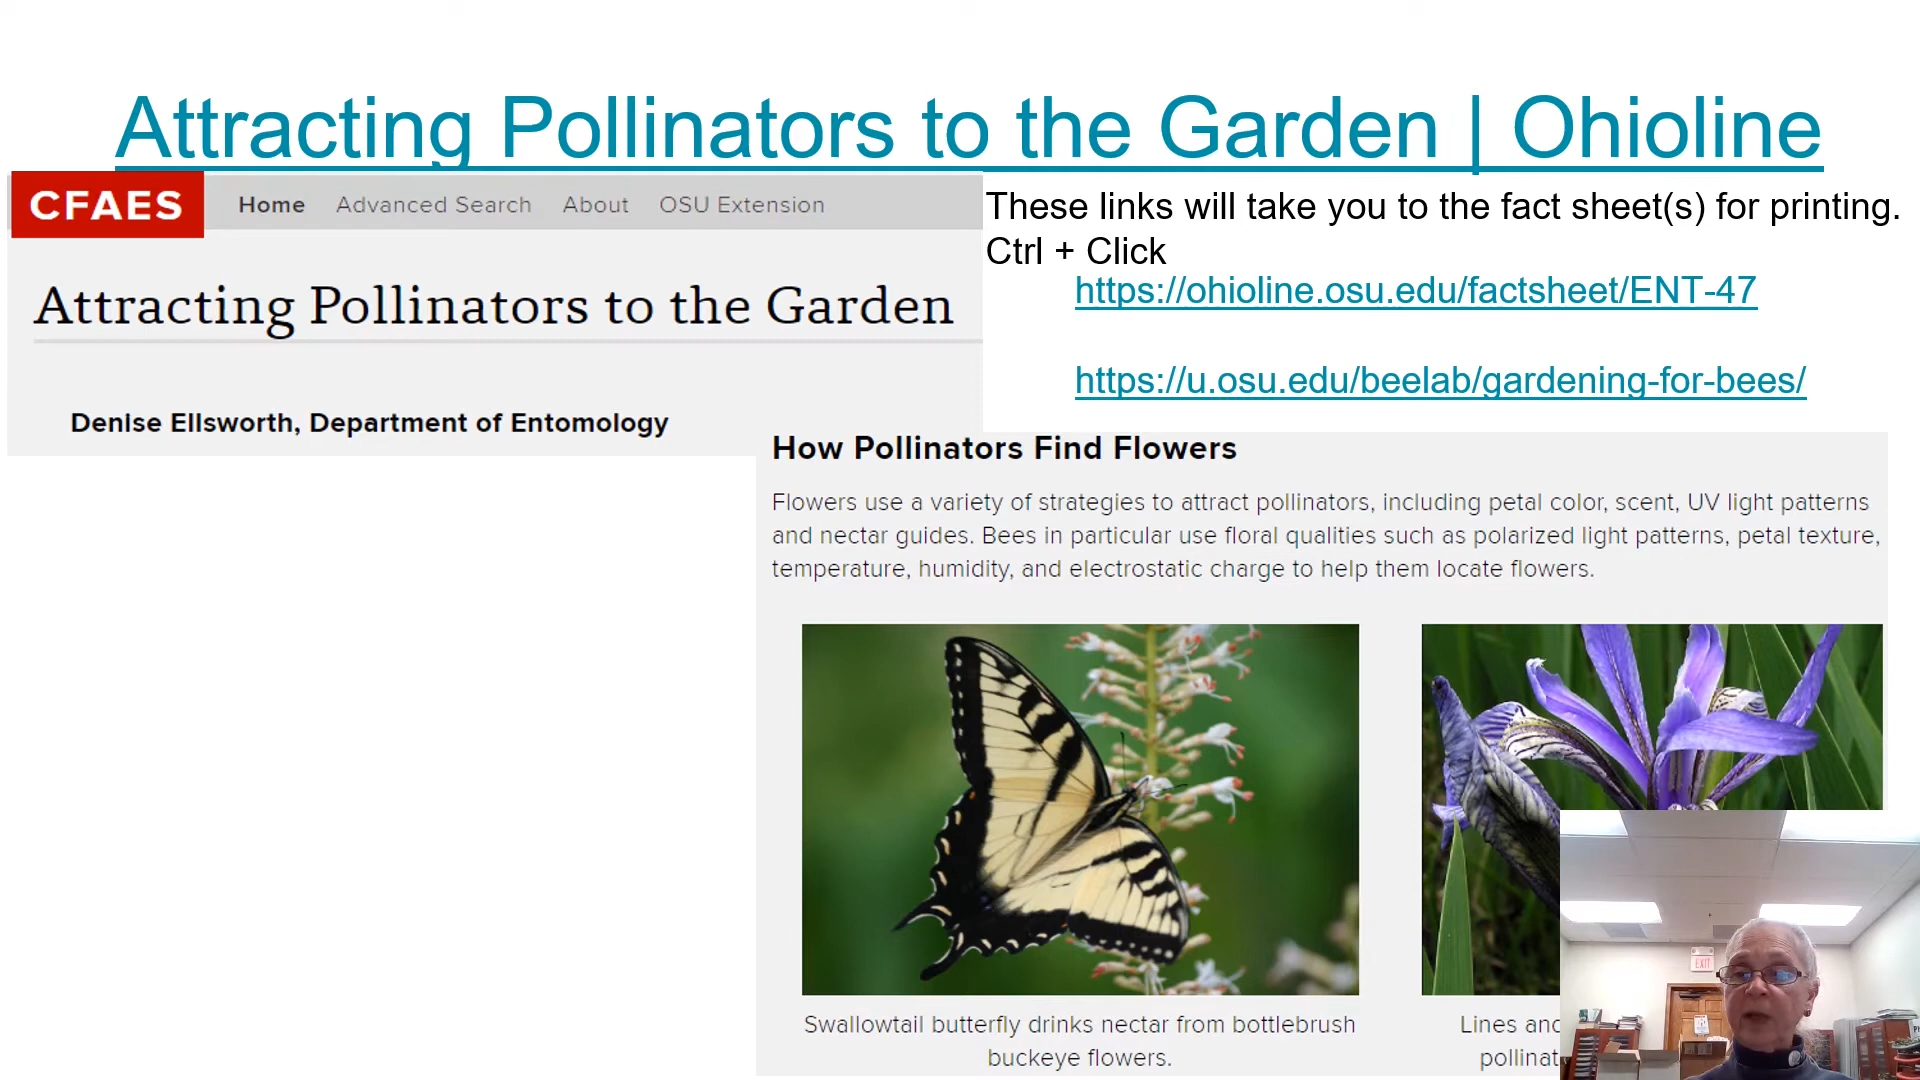 Attracting Pollinators to the Garden | Ohioline
CFAES Home Advanced Search About OSU Extension
Attracting Pollinators to the Garden
Denise Ellsworth, Department of Entomology
These links will take you to the fact sheet(s) for printing.
Ctrl + Click
https://ohioline.osu.edu/factsheet/ENT-47
https://u.osu.edu/beelab/gardening-for-bees/
How Pollinators Find Flowers
Flowers use a variety of strategies to attract pollinators, including petal color, scent, UV light patterns
and nectar guides. Bees in particular use floral qualities such as polarized light patterns, petal texture,
temperature, humidity, and electrostatic charge to help them locate flowers.
Swallowtail butterfly drinks nectar from bottlebrush
buckeye flowers.
Lines
EXIT